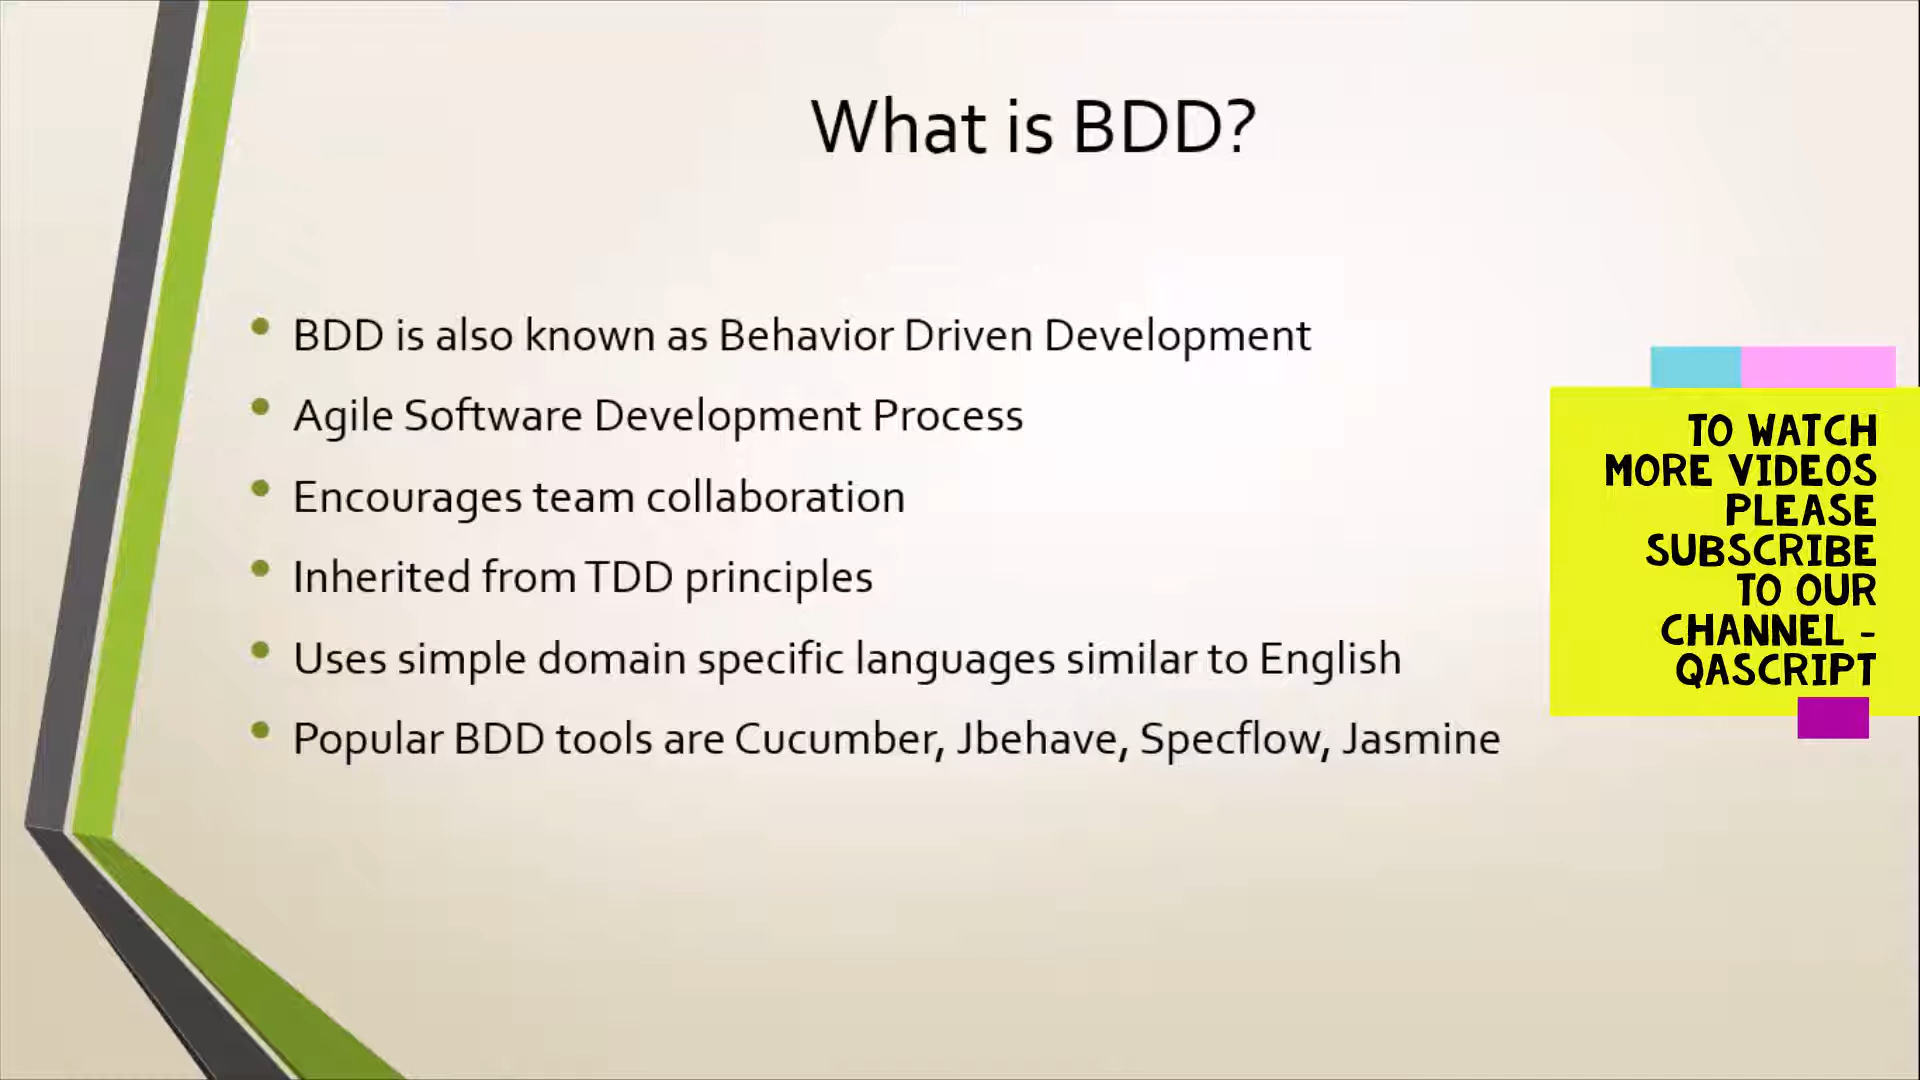 What is BDD?
BDD is also known as Behavior Driven Development
Agile Software Development Process
Encourages team collaboration
Inherited from TDD principles
Uses simple domain specific languages similar to English
Popular BDD tools are Cucumber, Jbehave, Specflow, Jasmine
TO WATCH
MORE VIDEOS
PLEASE
SUBSCRIBE
TO OUR
CHANNEL -
QASCRIPT